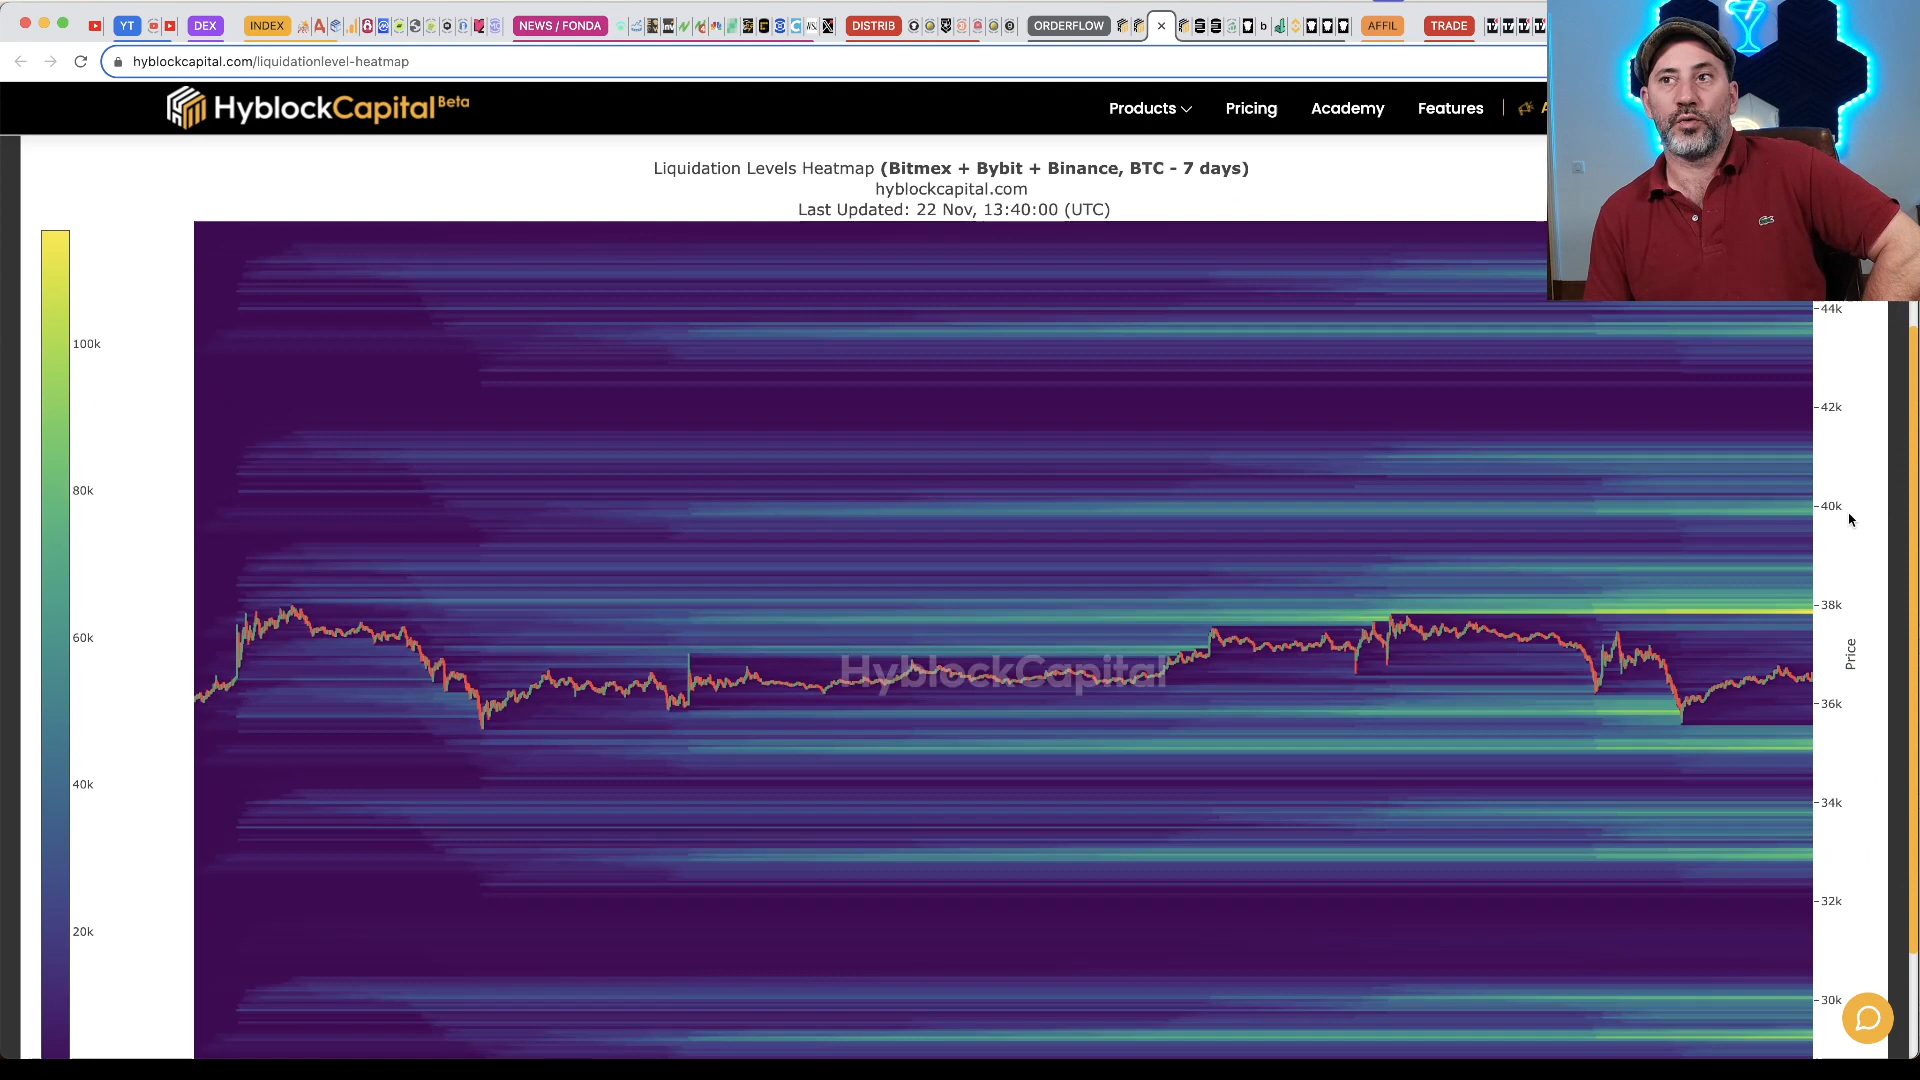 YT
DEX
INDEX
NEWS / FONDA
DISTRIB
ORDERFLOW
AFFIL
TRADE
hyblockcapital.com/liquidationlevel-heatmap
HyblockCapital Beta
Products
Pricing
Academy
Features
Liquidation Levels Heatmap (Bitmex + Bybit + Binance, BTC - 7 days)
hyblockcapital.com
Last Updated: 22 Nov, 13:40:00 (UTC)
100k
80k
60k
40k
20k
HyblockCapital
44k
42k
40k
38k
36k
34k
32k
30k
Price